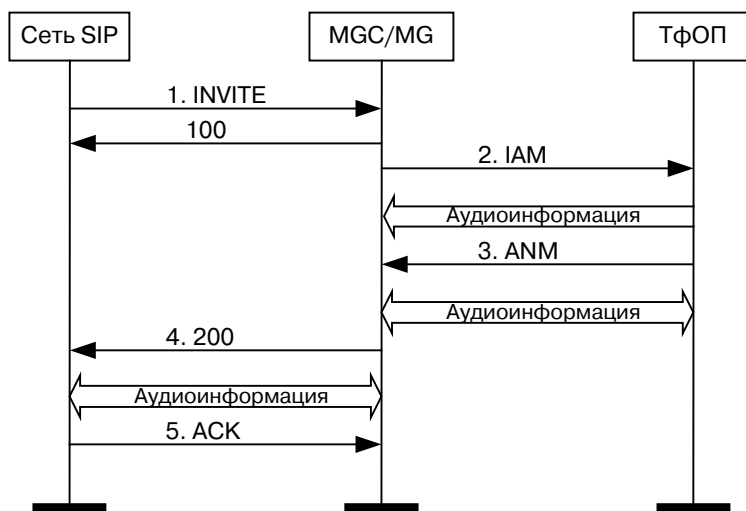 Сеть SIP
MGC/MG
ТфОП
1. INVITE
100
2. IAM
Аудиоинформация
3. ANM
Аудиоинформация
4. 200
Аудиоинформация
5. ACK